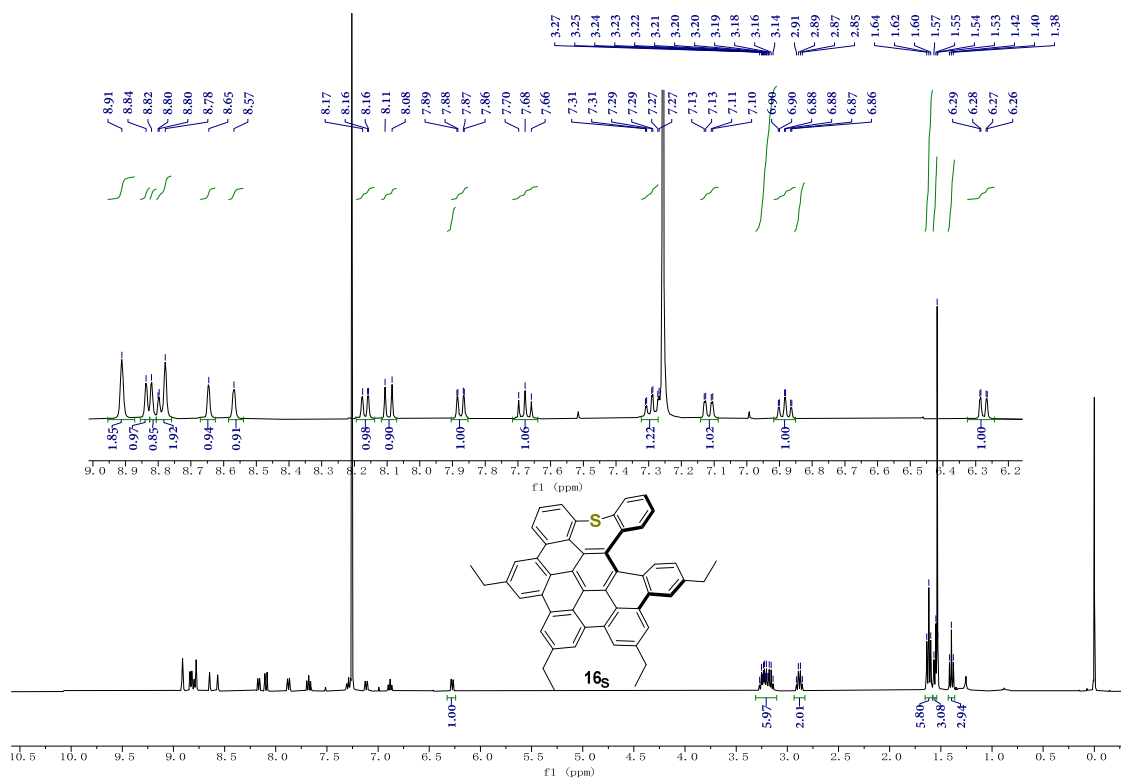 3.27 3.25 3.24 3.23 3.22 3.21 3.20 3.20 3.19 3.18 3.16 3.14 2.91 2.89 2.87 2.85 1.64 1.62 1.60 1.57 1.55 1.54 1.53 1.42 1.40 1.38
8.91 8.84 8.82 8.80 8.80 8.78 8.65 8.57 8.17 8.16 8.16 8.11 8.08 7.89 7.88 7.87 7.86 7.70 7.68 7.66 7.31 7.31 7.29 7.29 7.27 7.27 7.13 7.13 7.11 7.10 6.90 6.90 6.88 6.88 6.87 6.86 6.29 6.28 6.27 6.26
1.85 0.97 0.85 1.92 0.94 0.91 0.98 0.90 1.00 1.06 1.22 1.02 1.00 1.00
9.0 8.9 8.8 8.7 8.6 8.5 8.4 8.3 8.2 8.1 8.0 7.9 7.8 7.7 7.6 7.5 7.4 7.3 7.2 7.1 7.0 6.9 6.8 6.7 6.6 6.5 6.4 6.3 6.2
f1 (ppm)
S
16S
1.00 5.97 2.01 5.80 3.08 2.94
10.5 10.0 9.5 9.0 8.5 8.0 7.5 7.0 6.5 6.0 5.5 5.0 4.5 4.0 3.5 3.0 2.5 2.0 1.5 1.0 0.5 0.0
f1 (ppm)